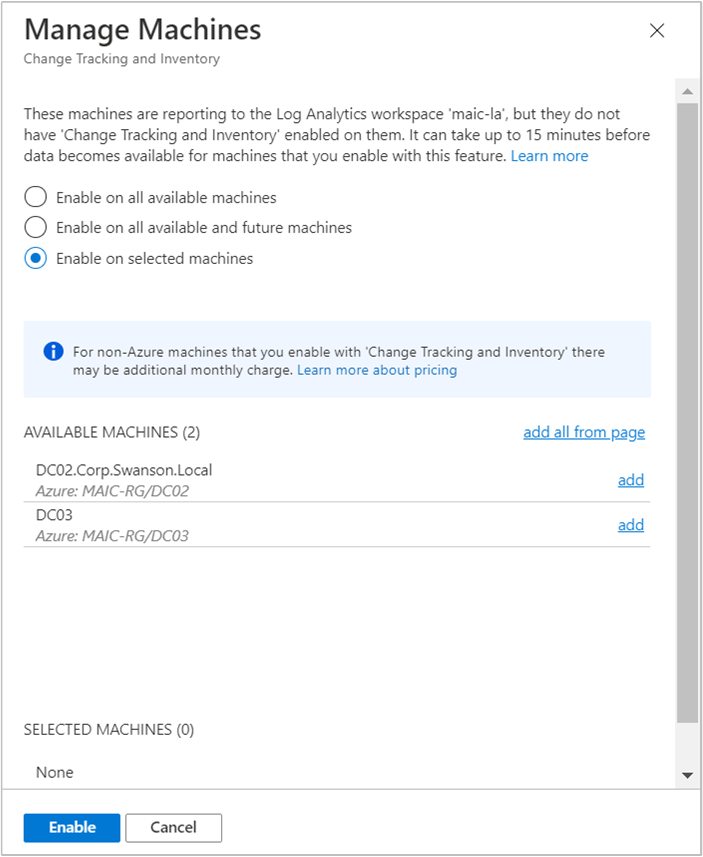 Manage Machines
Change Tracking and Inventory
These machines are reporting to the Log Analytics workspace 'maic-la', but they do not
have 'Change Tracking and Inventory' enabled on them. It can take up to 15 minutes before
data becomes available for machines that you enable with this feature. Learn more
Enable on all available machines
Enable on all available and future machines
Enable on selected machines
For non-Azure machines that you enable with 'Change Tracking and Inventory' there
may be additional monthly charge. Learn more about pricing
AVAILABLE MACHINES (2) add all from page
DC02.Corp.Swanson.Local
Azure: MAIC-RG/DC02 add
DC03
Azure: MAIC-RG/DC03 add
SELECTED MACHINES (0)
None
Enable Cancel